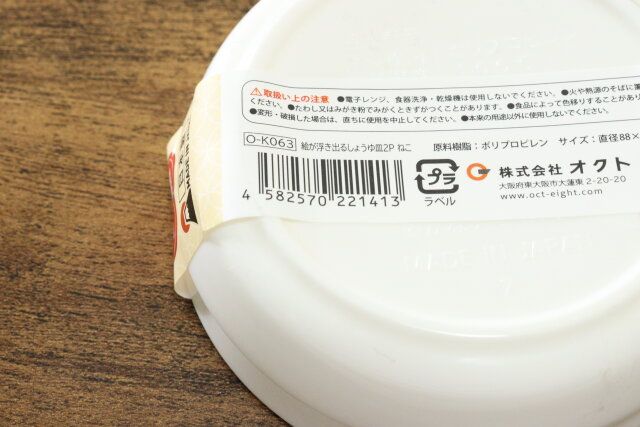 ⚠取扱い上の注意 ●電子レンジ、食器洗浄・乾燥機は使用しないでください。●火や熱源のそばに置
ください。●たわし又はみがき粉でみがくときずがつくことがあります。●食品によって色移りすることがあり
●変形・破損した場合は、直ちに使用を中止してください。●本来の用途以外に使用しないでください。
O-K063 絵が浮き出るしょうゆ皿2P ねこ 原料樹脂：ポリプロピレン サイズ：直径88×
4 582570 221413
プラ
ラベル
株式会社 オクト
大阪府東大阪市大蓮東 2-20-20
www.oct-eight.com